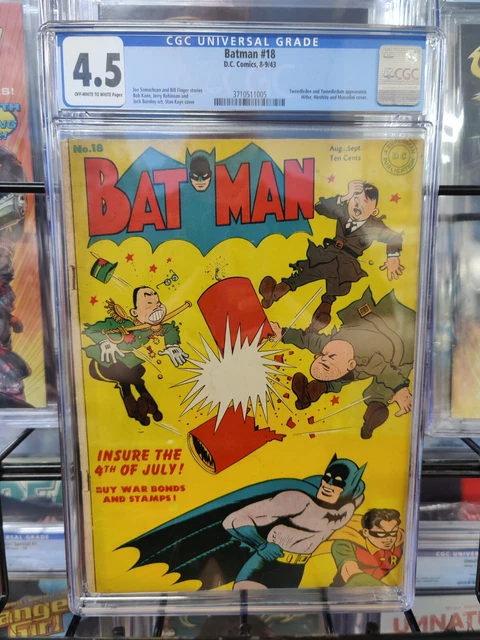 CGC UNIVERSAL GRADE
4.5
OFF-WHITE TO WHITE Pages
Batman #18
D.C. Comics, 8-9/43
Joe Samachson and Bill Finger stories
Bob Kane, Jerry Robinson and
Jack Burnley art, Stan Kaye cover
3710511005
Tweedledee and Tweedledum appearance
Hitler, Hirohito and Mussolini cover
CGC
No.18
Aug.-Sept
Ten Cents
BATMAN
INSURE THE
4TH OF JULY!
BUY WAR BONDS
AND STAMPS!
R